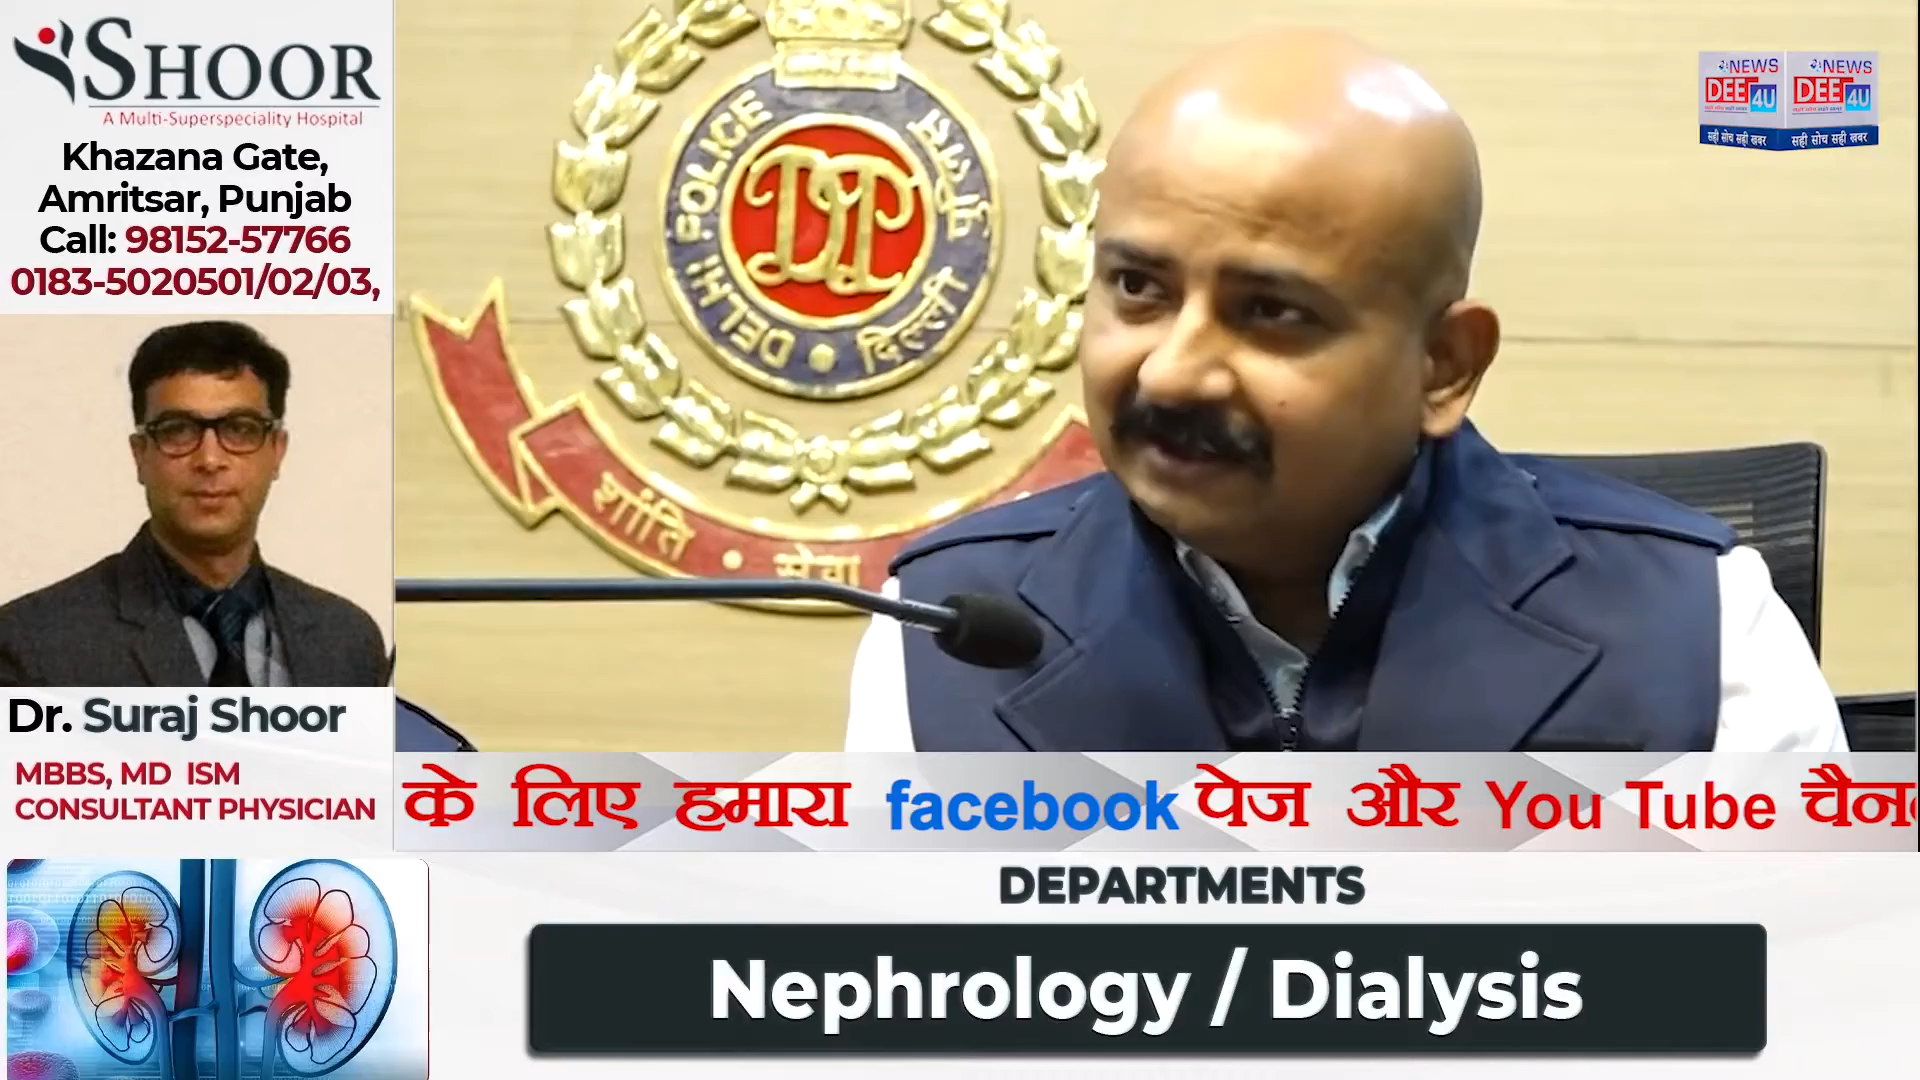 SHOOR
A Multi-Superspeciality Hospital
Khazana Gate,
Amritsar, Punjab
Call: 98152-57766
0183-5020501/02/03,
Dr. Suraj Shoor
MBBS, MD ISM
CONSULTANT PHYSICIAN
DELHI POLICE
दिल्ली पुलिस
DP
शांति • सेवा
NEWS
DEE 4U
सही सोच सही खबर
NEWS
DEE 4U
सही सोच सही खबर
के लिए हमारा facebook पेज और You Tube चैन
DEPARTMENTS
Nephrology / Dialysis